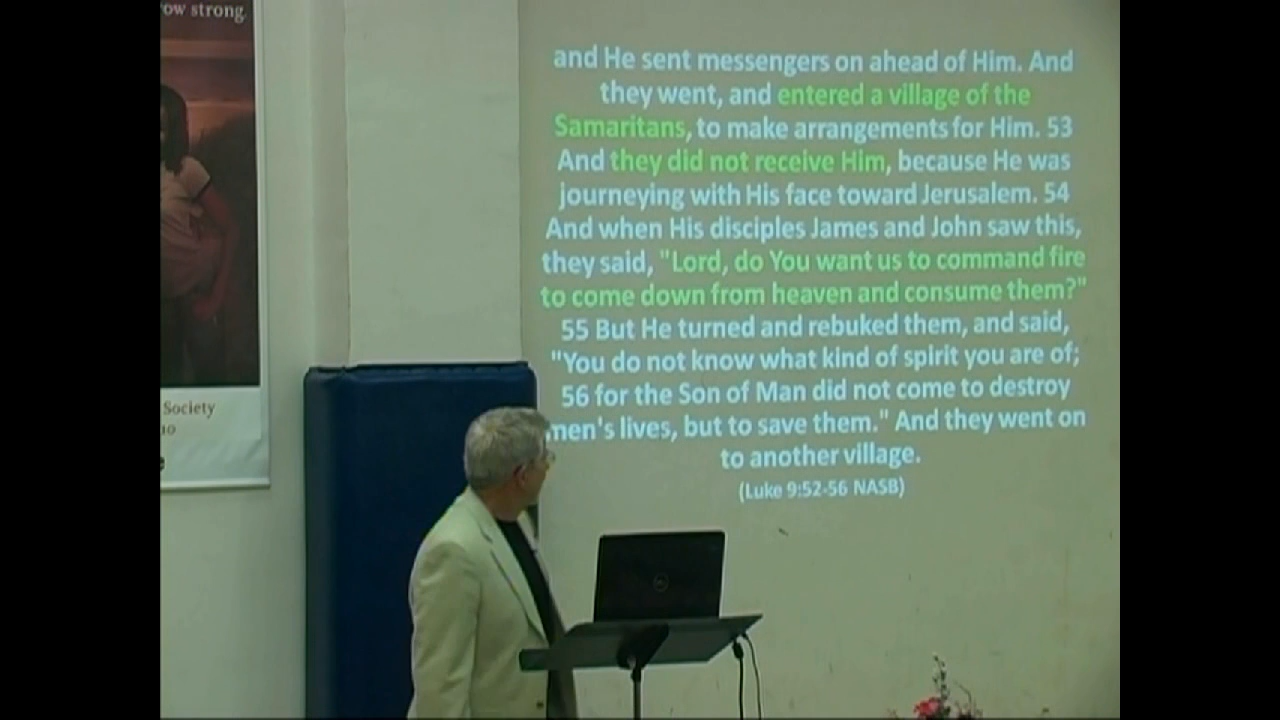 ow strong.
and He sent messengers on ahead of Him. And
they went, and entered a village of the
Samaritans, to make arrangements for Him. 53
And they did not receive Him, because He was
journeying with His face toward Jerusalem. 54
And when His disciples James and John saw this,
they said, "Lord, do You want us to command fire
to come down from heaven and consume them?"
55 But He turned and rebuked them, and said,
"You do not know what kind of spirit you are of;
56 for the Son of Man did not come to destroy
men's lives, but to save them." And they went on
to another village.
(Luke 9:52-56 NASB)
Society